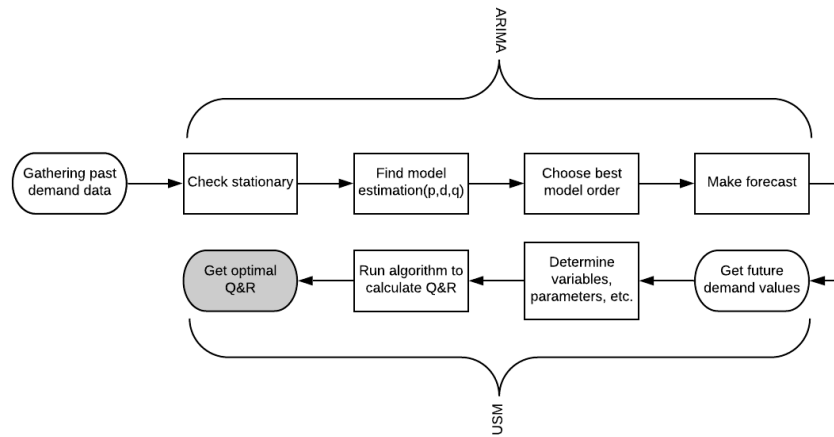 ARIMA
Gathering past
demand data
Check stationary
Find model
estimation(p,d,q)
Choose best
model order
Make forecast
Get optimal
Q&R
Run algorithm to
calculate Q&R
Determine
variables,
parameters, etc.
Get future
demand values
USM